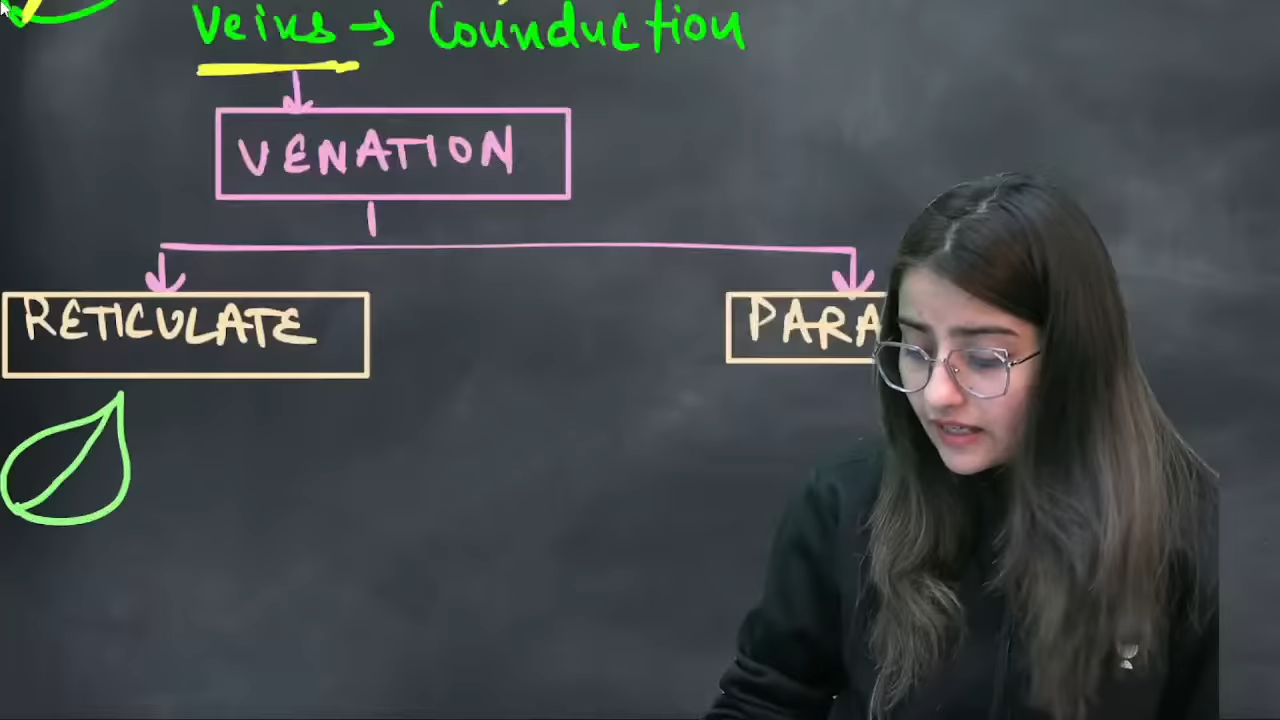 Veins → Counduction
VENATION
RETICULATE
PARA